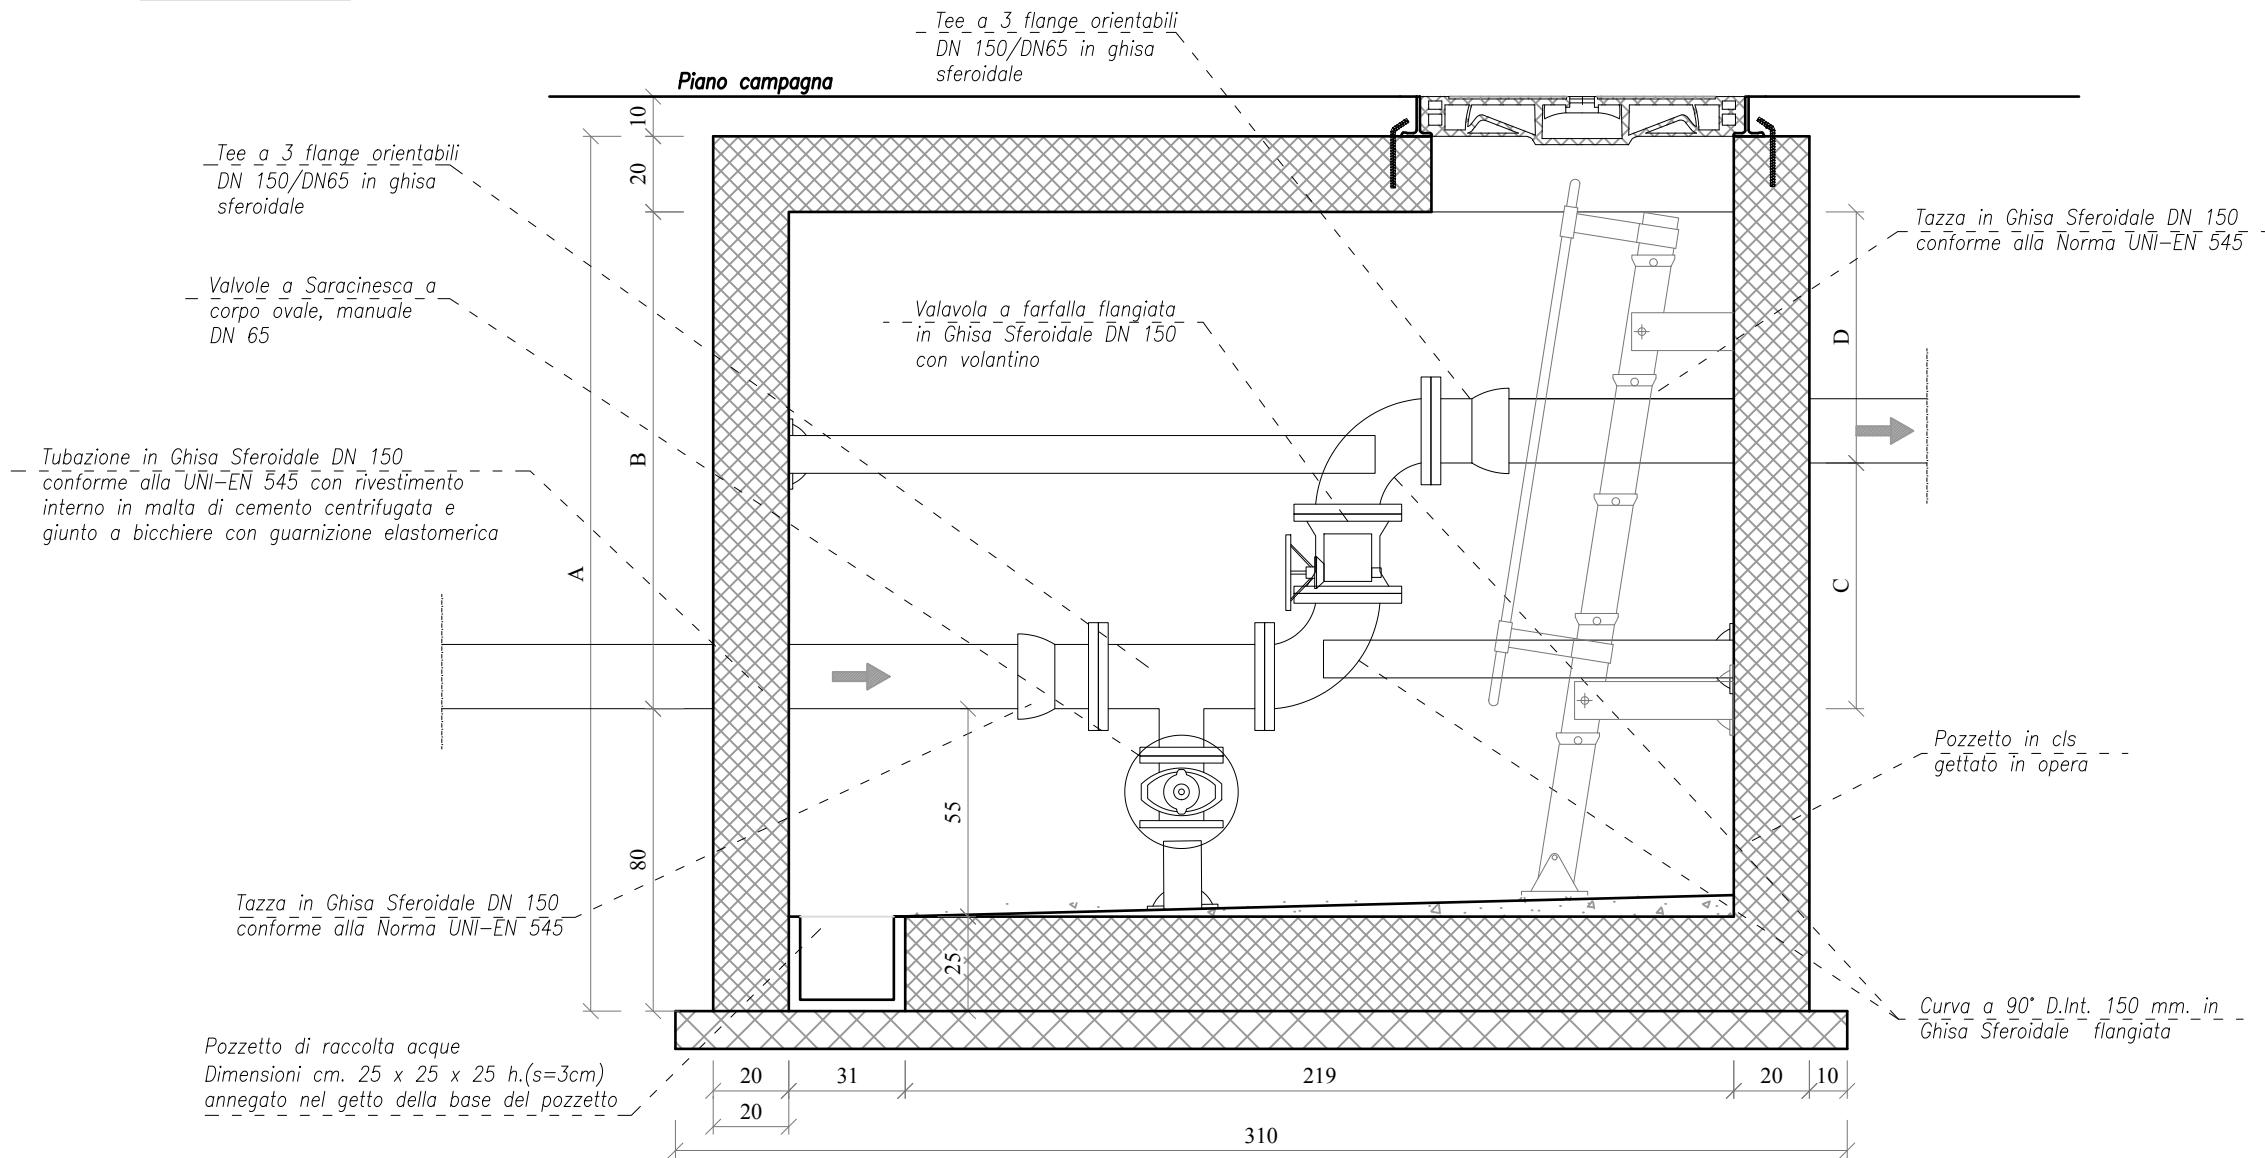 Tee a 3 flange orientabili
DN 150/DN65 in ghisa
sferoidale
Piano campagna
10
Tee a 3 flange orientabili
DN 150/DN65 in ghisa
sferoidale
20
Tazza in Ghisa Sferoidale DN 150
conforme alla Norma UNI-EN 545
Valvole a Saracinesca a
corpo ovale, manuale
DN 65
Valavola a farfalla flangiata
in Ghisa Sferoidale DN 150
con volantino
D
B
Tubazione in Ghisa Sferoidale DN 150
conforme alla UNI-EN 545 con rivestimento
interno in malta di cemento centrifugata e
giunto a bicchiere con guarnizione elastomerica
A
C
Pozzetto in cls
gettato in opera
55
80
Tazza in Ghisa Sferoidale DN 150
conforme alla Norma UNI-EN 545
25
Curva a 90° D.Int. 150 mm. in
Ghisa Sferoidale flangiata
Pozzetto di raccolta acque
Dimensioni cm. 25 x 25 x 25 h.(s=3cm)
annegato nel getto della base del pozzetto
20 31 219 20 10
20
310